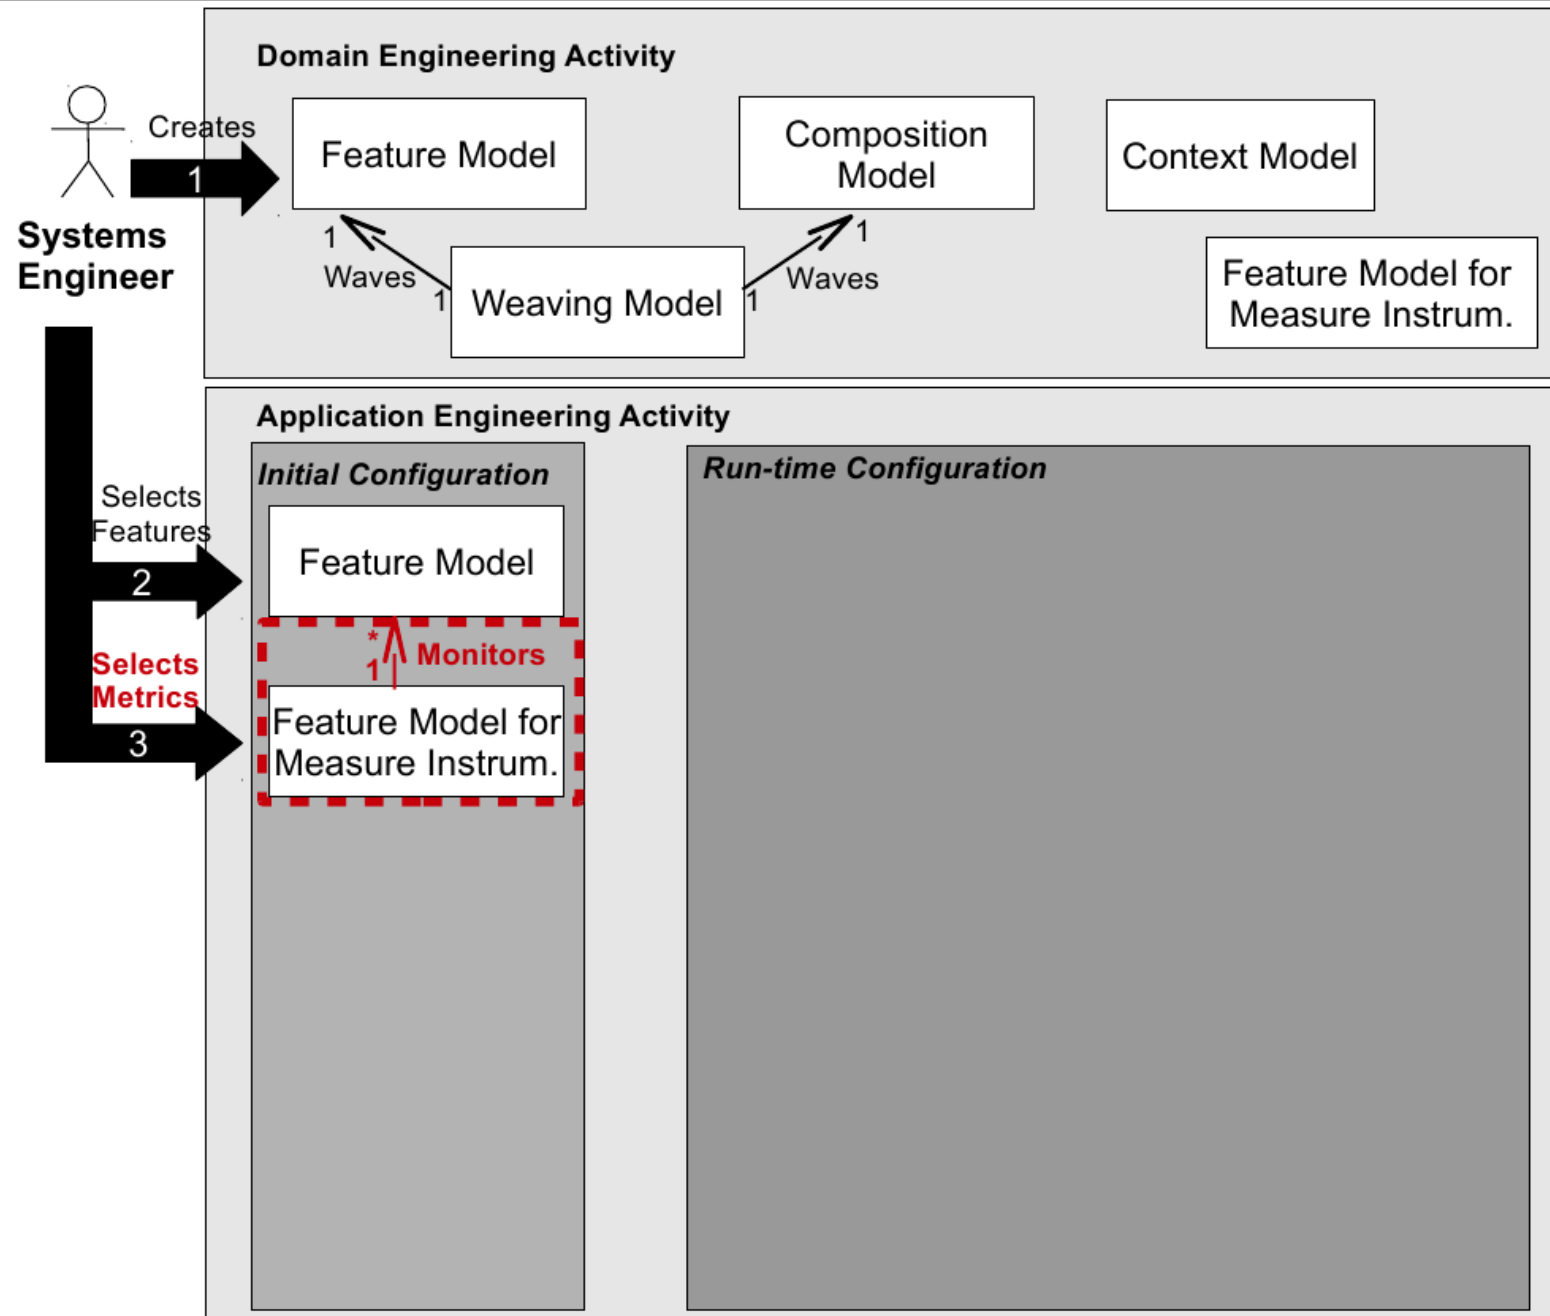 Domain Engineering Activity
Creates
1
Feature Model
Composition
Model
Context Model
Systems
Engineer
1
Waves
1
Weaving Model
1
Waves
1
Feature Model for
Measure Instrum.
Application Engineering Activity
Initial Configuration
Run-time Configuration
Selects
Features
2
Feature Model
*
1
Monitors
Selects
Metrics
3
Feature Model for
Measure Instrum.